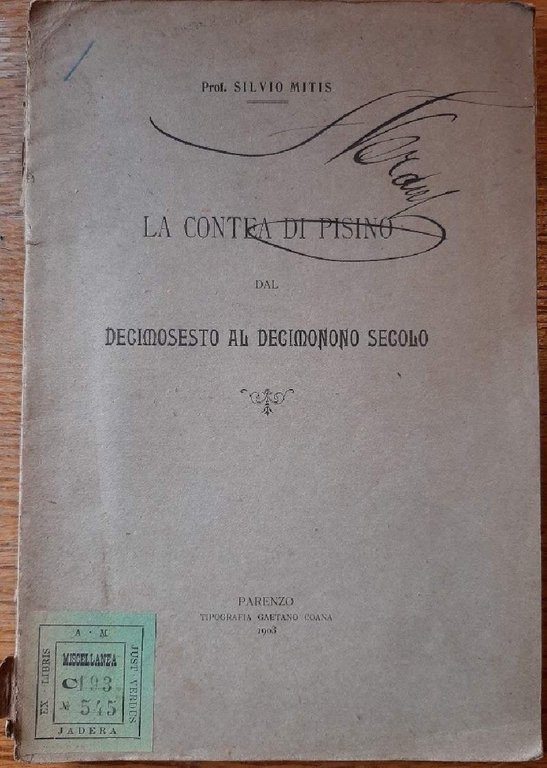 Prof. SILVIO MITIS
LA CONTEA DI PISINO
DAL
DECIMOSESTO AL DECIMONONO SECOLO
PARENZO
TIPOGRAFIA GAETANO COANA
1903
A · M
EX · LIBRIS
JUST · VERDUS
MISCELLANEA
C 193
№ 545
JADERA